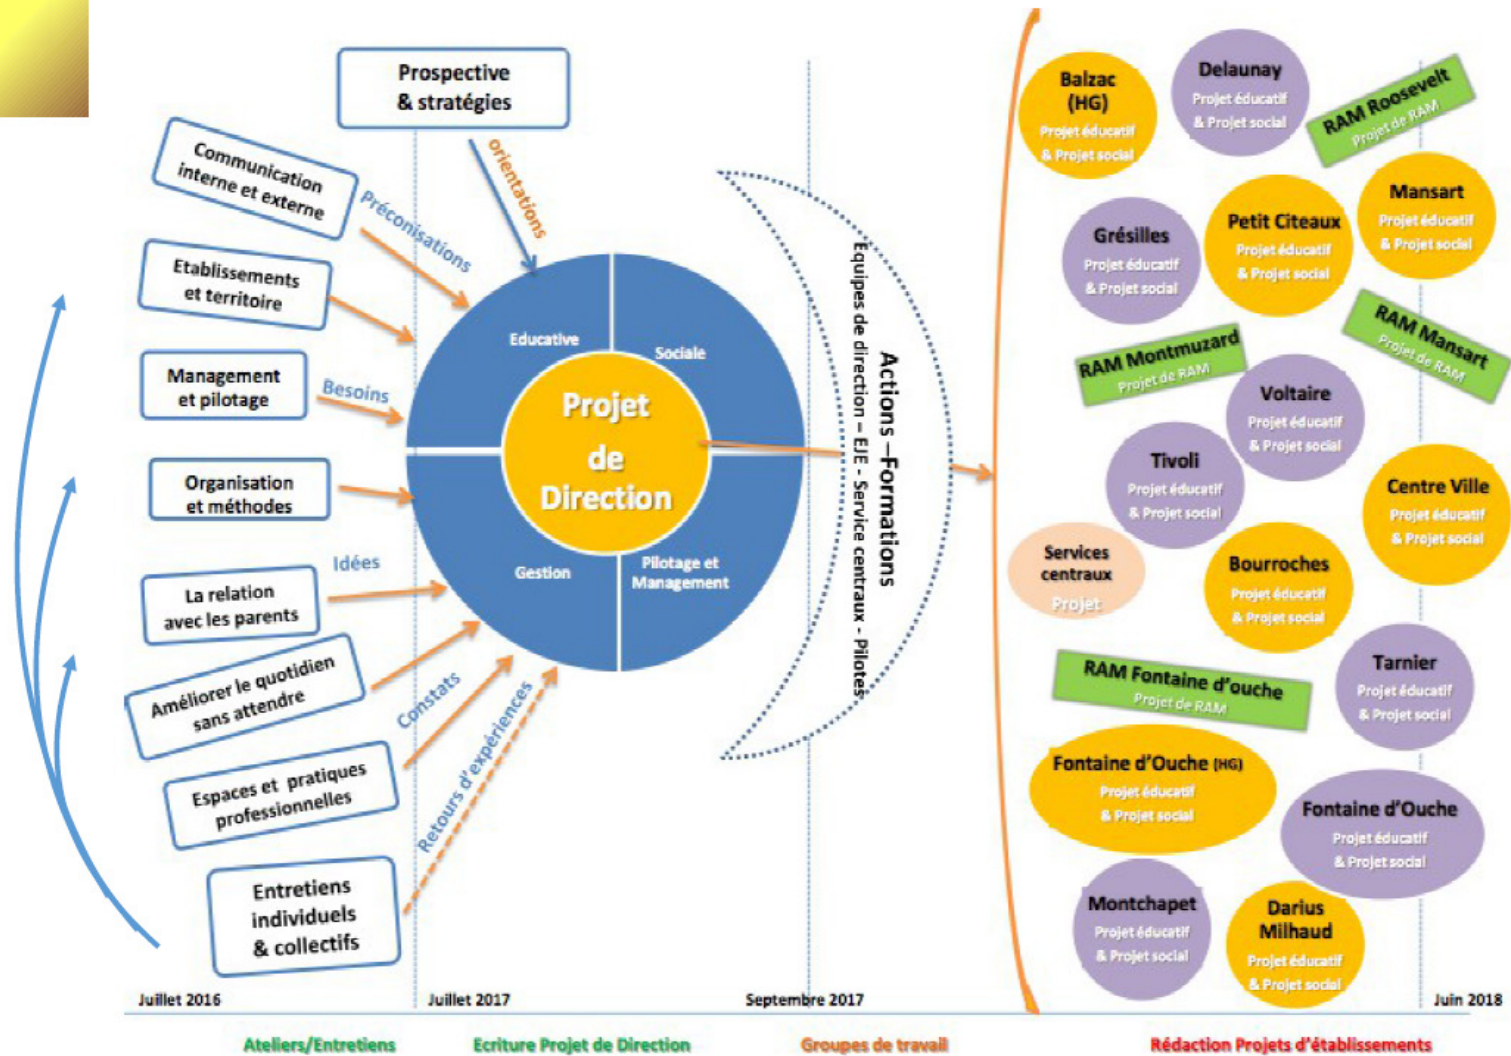 Prospective
& stratégies
orientations
Communication
interne et externe
Préconisations
Etablissements
et territoire
Management
et pilotage
Besoins
Organisation
et méthodes
Idées
La relation
avec les parents
Améliorer le quotidien
sans attendre
Constats
Espaces et pratiques
professionnelles
Retours d'expériences
Entretiens
individuels
& collectifs
Educative
Sociale
Projet
de
Direction
Gestion
Pilotage et
Management
Actions –Formations
Equipes de direction – EJE - Service centraux - Pilotes
Balzac
(HG)
Projet éducatif
& Projet social
Delaunay
Projet éducatif
& Projet social
RAM Roosevelt
Projet de RAM
Mansart
Projet éducatif
& Projet social
Grésilles
Projet éducatif
& Projet social
Petit Citeaux
Projet éducatif
& Projet social
RAM Montmuzard
Projet de RAM
RAM Mansart
Projet de RAM
Voltaire
Projet éducatif
& Projet social
Tivoli
Projet éducatif
& Projet social
Centre Ville
Projet éducatif
& Projet social
Services
centraux
Projet
Bourroches
Projet éducatif
& Projet social
RAM Fontaine d'ouche
Projet de RAM
Tarnier
Projet éducatif
& Projet social
Fontaine d'Ouche (HG)
Projet éducatif
& Projet social
Fontaine d'Ouche
Projet éducatif
& Projet social
Montchapet
Projet éducatif
& Projet social
Darius
Milhaud
Projet éducatif
& Projet social
Juillet 2016
Juillet 2017
Septembre 2017
Juin 2018
Ateliers/Entretiens
Ecriture Projet de Direction
Groupes de travail
Rédaction Projets d'établissements